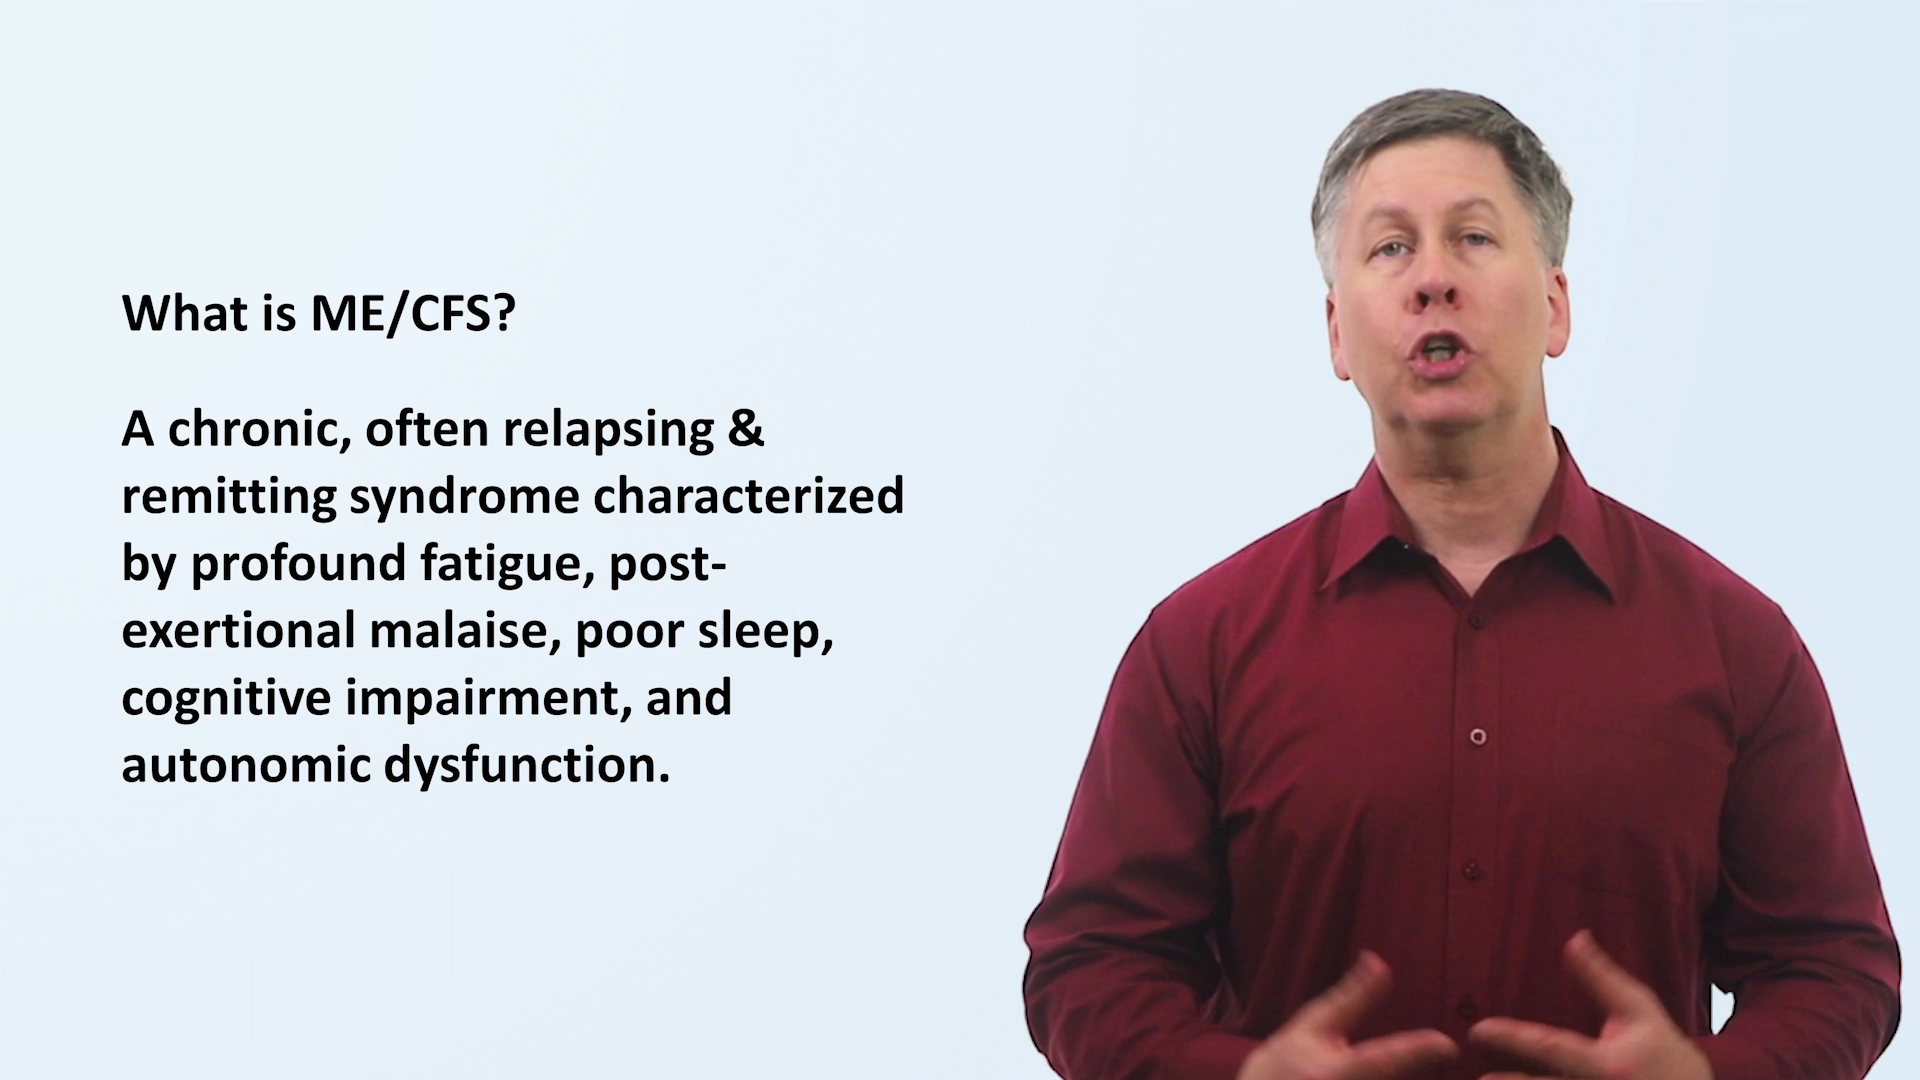 What is ME/CFS?
A chronic, often relapsing &
remitting syndrome characterized
by profound fatigue, post-
exertional malaise, poor sleep,
cognitive impairment, and
autonomic dysfunction.